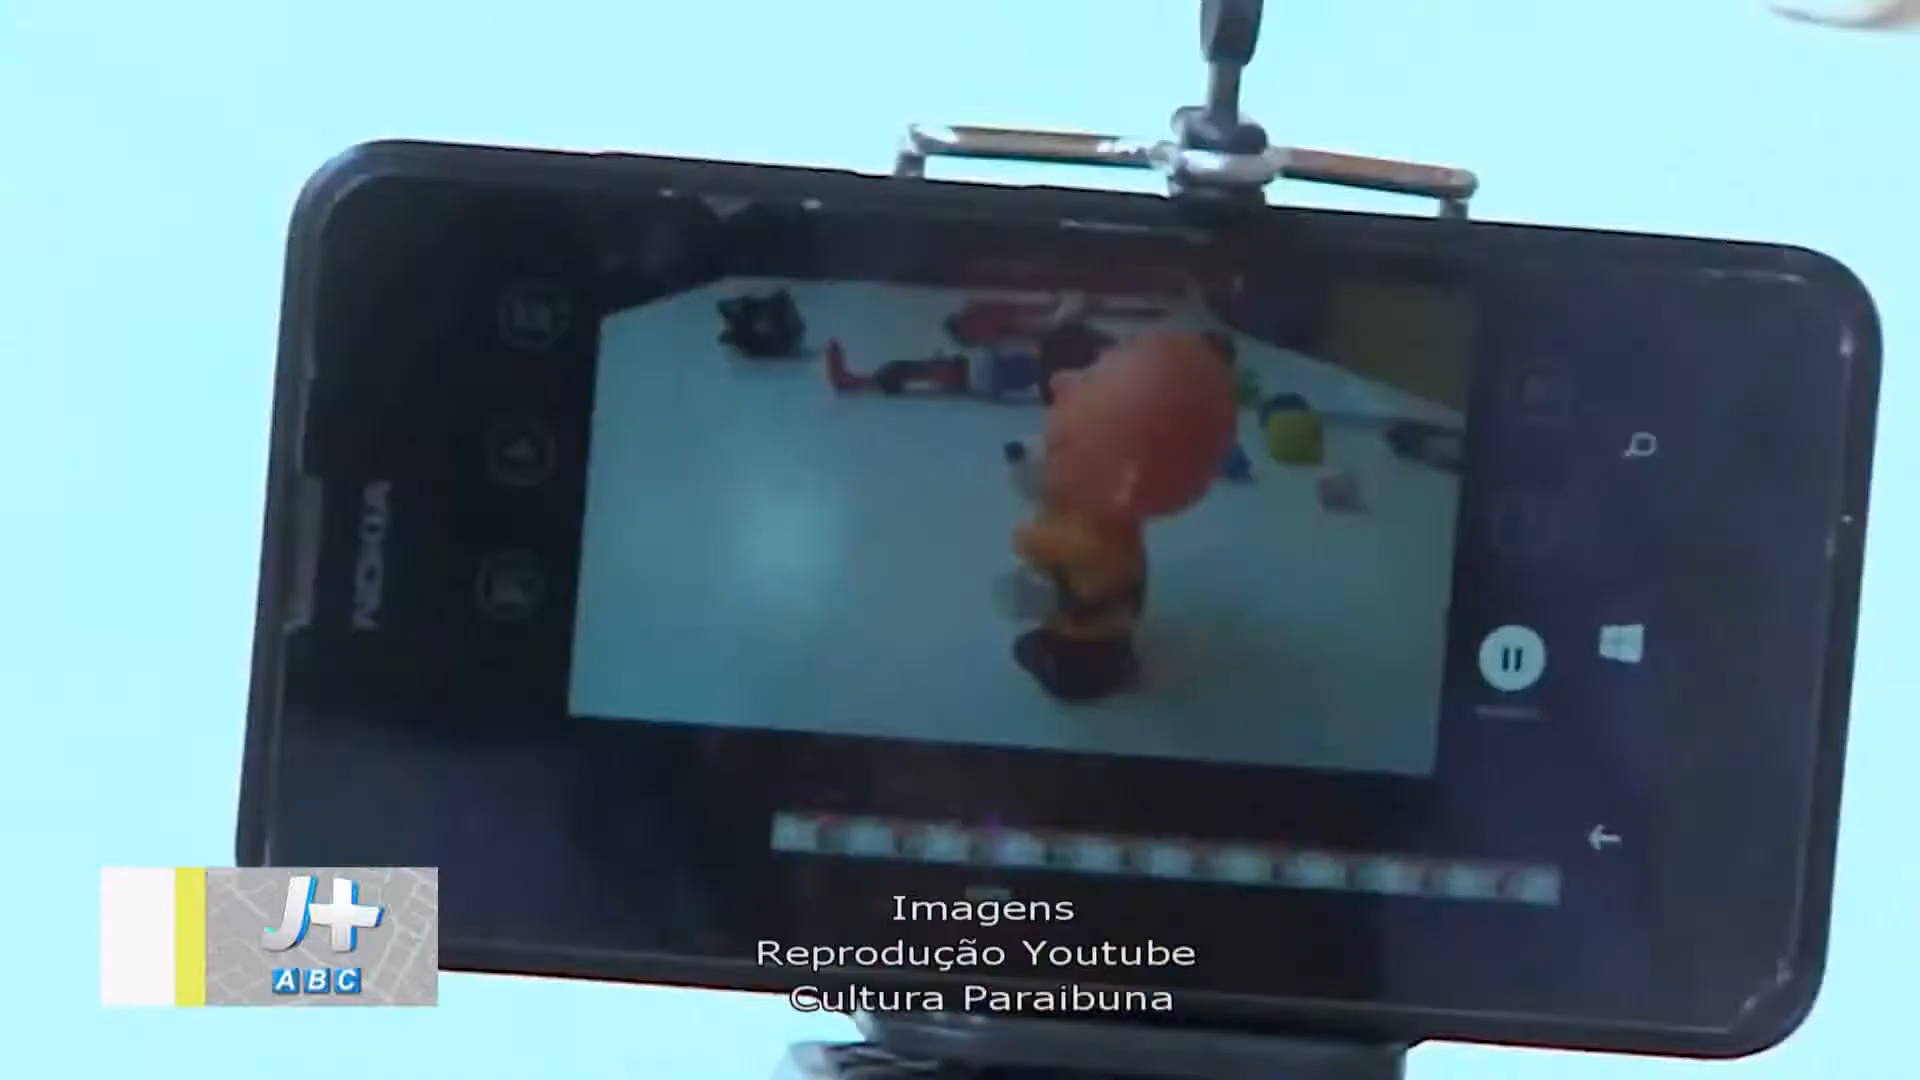 NOKIA
J+
ABC
Imagens
Reprodução Youtube
Cultura Paraibuna